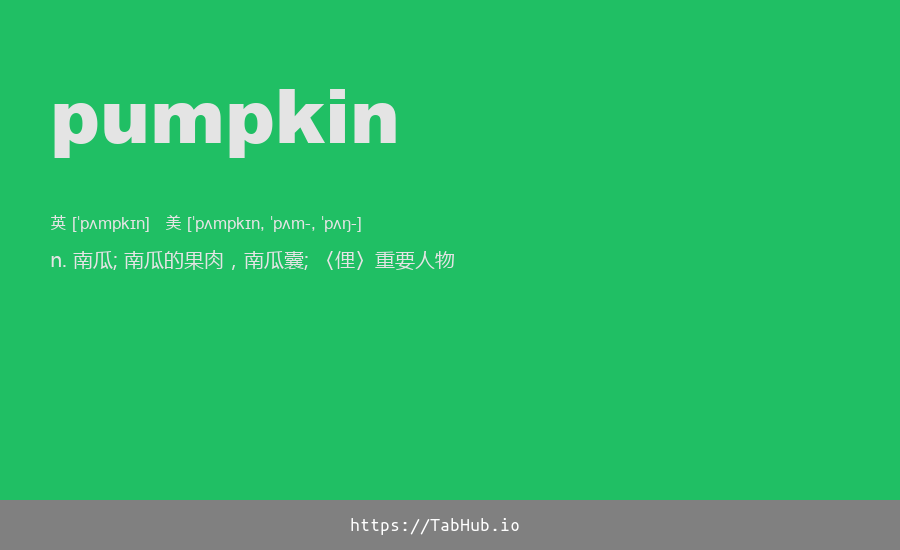 pumpkin
英 [ˈpʌmpkɪn] 美 [ˈpʌmpkɪn, ˈpʌm-, ˈpʌŋ-]
n. 南瓜; 南瓜的果肉，南瓜囊; 〈俚〉重要人物
https://TabHub.io